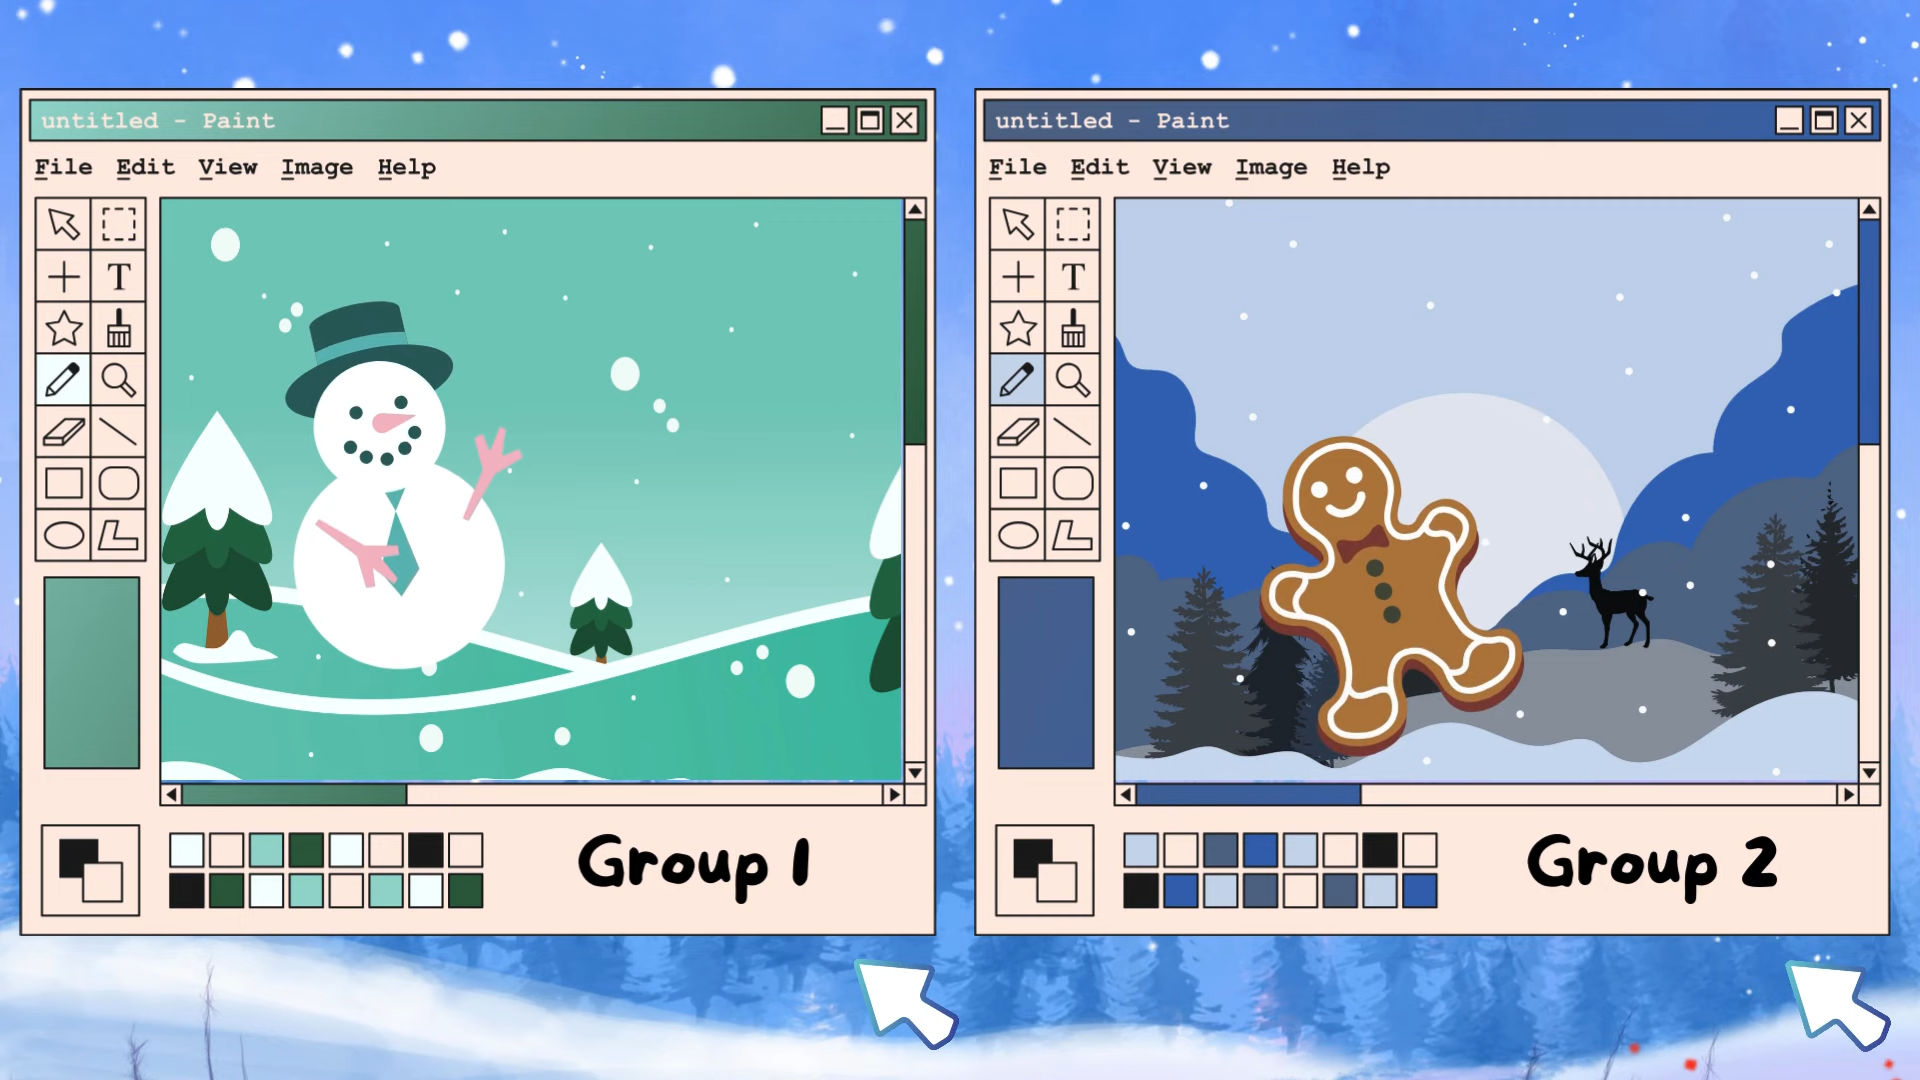 untitled - Paint
File Edit View Image Help
T
Group 1
untitled - Paint
File Edit View Image Help
T
Group 2